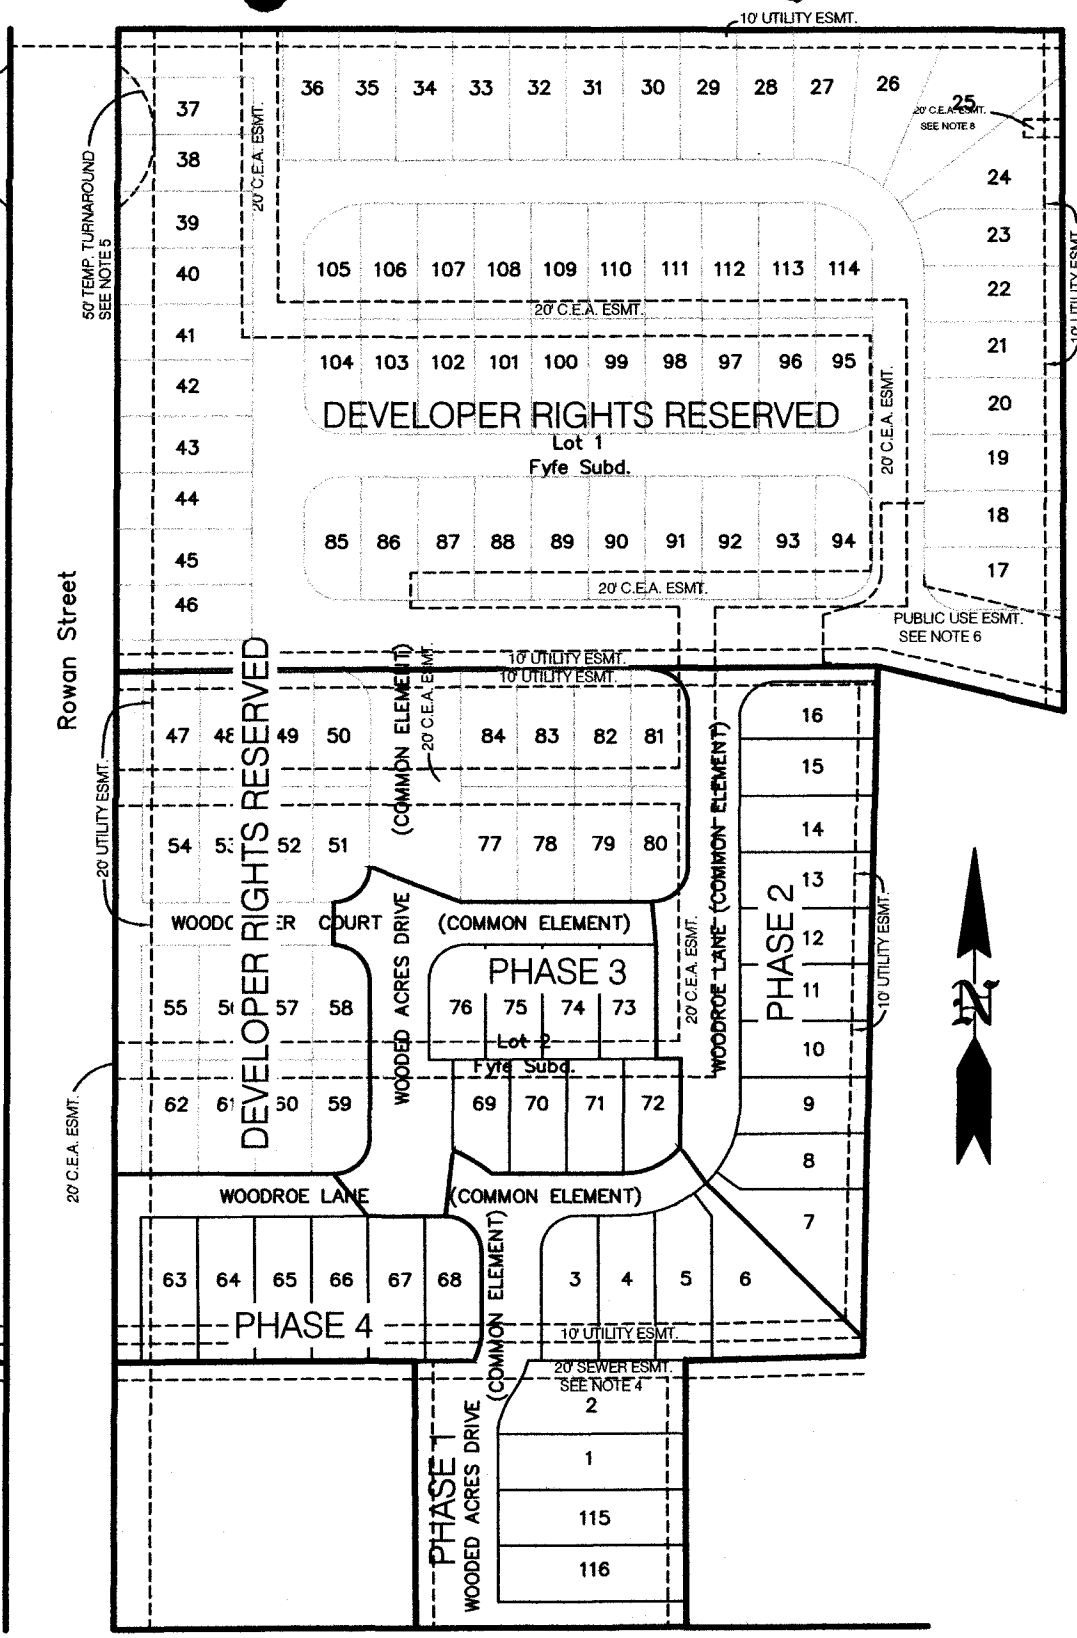 10' UTILITY ESMT.
36 35 34 33 32 31 30 29 28 27 26
25
20' C.E.A. ESMT.
SEE NOTE 8
37
38
39
40
41
42
43
44
45
46
50' TEMP. TURNAROUND
SEE NOTE 5
20' C.E.A. ESMT.
24
23
22
21
20
19
18
17
10' UTILITY ESMT.
105 106 107 108 109 110 111 112 113 114
20' C.E.A. ESMT.
104 103 102 101 100 99 98 97 96 95
DEVELOPER RIGHTS RESERVED
Lot 1
Fyfe Subd.
20' C.E.A. ESMT.
85 86 87 88 89 90 91 92 93 94
20' C.E.A. ESMT.
PUBLIC USE ESMT.
SEE NOTE 6
Rowan Street
10' UTILITY ESMT.
10' UTILITY ESMT.
20' UTILITY ESMT.
DEVELOPER RIGHTS RESERVED
(COMMON ELEMENT)
20' C.E.A. ESMT.
47 48 49 50
84 83 82 81
54 53 52 51
77 78 79 80
WOODROE LANE (COMMON ELEMENT)
16
15
14
13
12
11
10
9
8
7
PHASE 2
10' UTILITY ESMT.
N
COURT (COMMON ELEMENT)
WOODED ACRES DRIVE
PHASE 3
20' C.E.A. ESMT.
55 56 57 58
76 75 74 73
Lot 2
Fyfe Subd.
62 61 60 59
69 70 71 72
20' C.E.A. ESMT.
WOODROE LANE (COMMON ELEMENT)
63 64 65 66 67 68
3 4 5 6
PHASE 4
(COMMON ELEMENT)
10' UTILITY ESMT.
20' SEWER ESMT.
SEE NOTE 4
2
1
115
116
PHASE 1
WOODED ACRES DRIVE